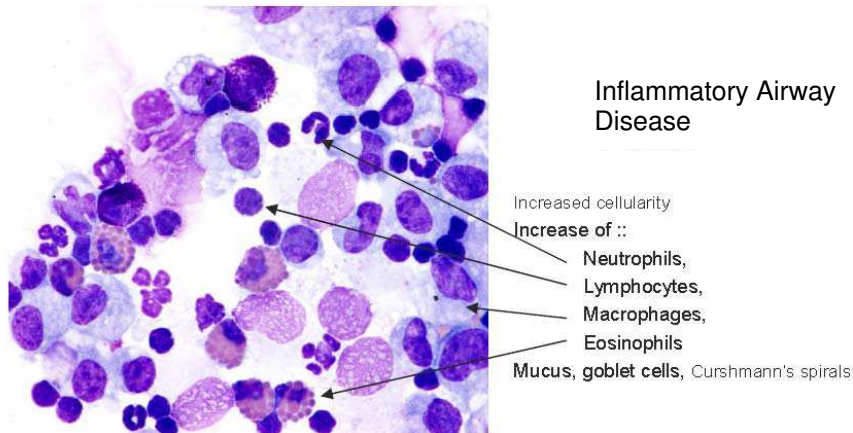 Inflammatory Airway
Disease
Increased cellularity
Increase of ::
Neutrophils,
Lymphocytes,
Macrophages,
Eosinophils
Mucus, goblet cells, Curshmann's spirals